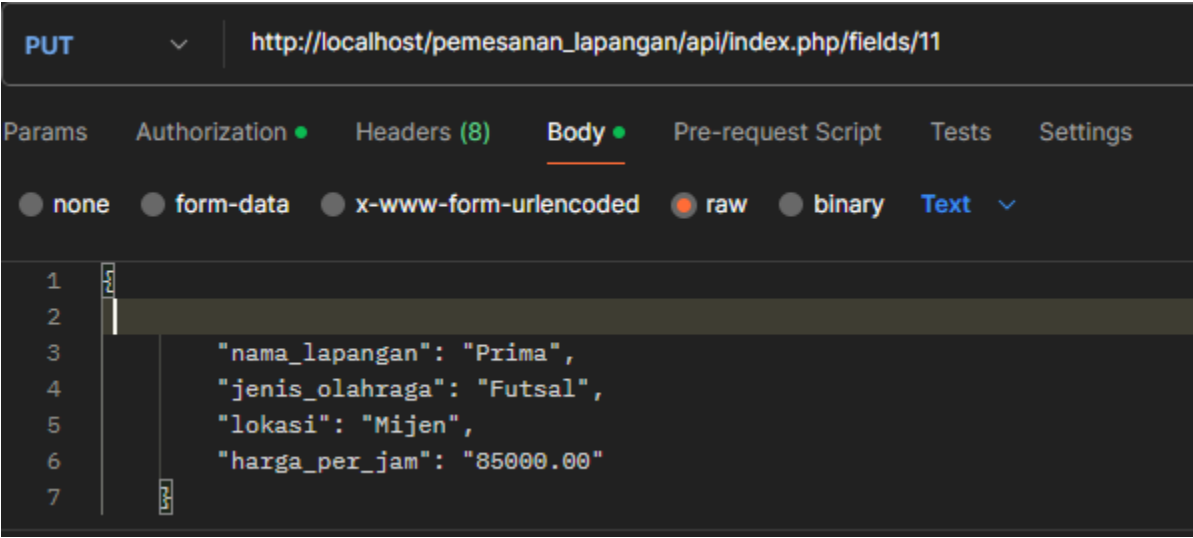 PUT http://localhost/pemesanan_lapangan/api/index.php/fields/11
Params Authorization Headers (8) Body Pre-request Script Tests Settings
none form-data x-www-form-urlencoded raw binary Text
1 {
2
3 "nama_lapangan": "Prima",
4 "jenis_olahraga": "Futsal",
5 "lokasi": "Mijen",
6 "harga_per_jam": "85000.00"
7 }